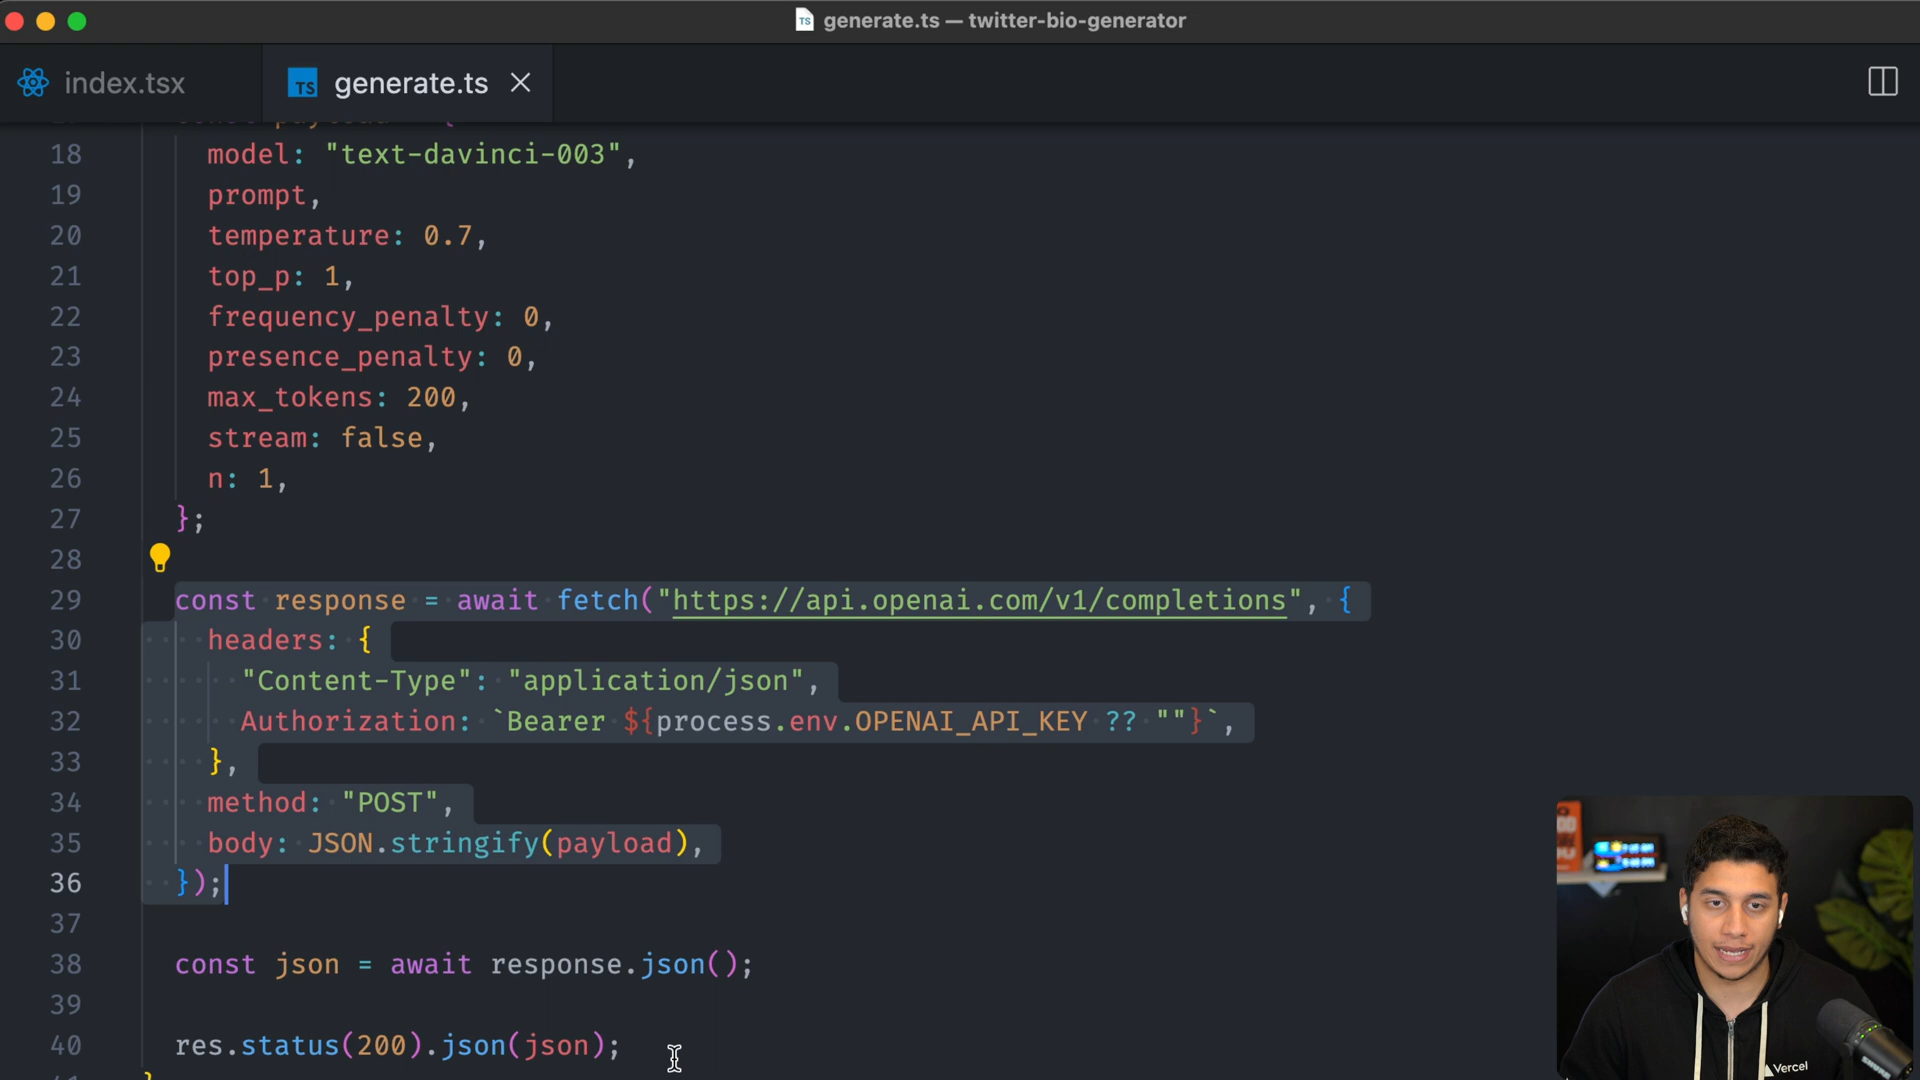 TS generate.ts — twitter-bio-generator
index.tsx
TS generate.ts
18 model: "text-davinci-003",
19 prompt,
20 temperature: 0.7,
21 top_p: 1,
22 frequency_penalty: 0,
23 presence_penalty: 0,
24 max_tokens: 200,
25 stream: false,
26 n: 1,
27 };
28
29 const response = await fetch("https://api.openai.com/v1/completions", {
30 headers: {
31 "Content-Type": "application/json",
32 Authorization: `Bearer ${process.env.OPENAI_API_KEY ?? ""}`,
33 },
34 method: "POST",
35 body: JSON.stringify(payload),
36 });
37
38 const json = await response.json();
39
40 res.status(200).json(json);
Vercel